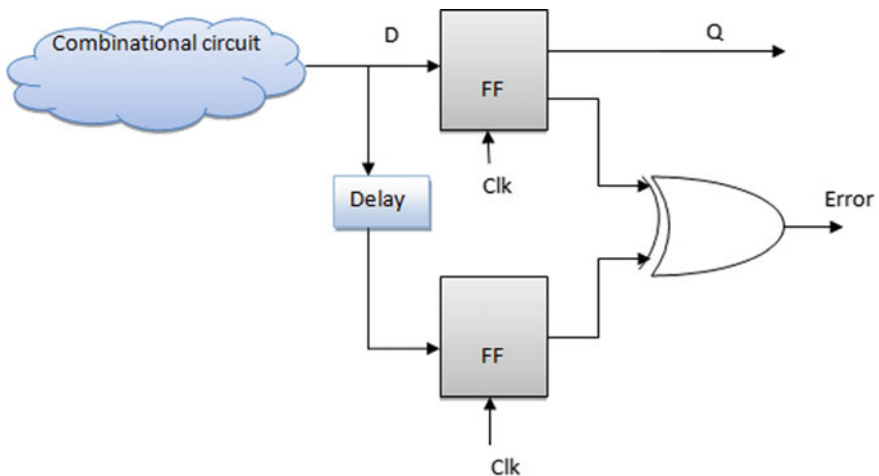 Combinational circuit
D
Q
FF
Clk
Delay
Error
FF
Clk